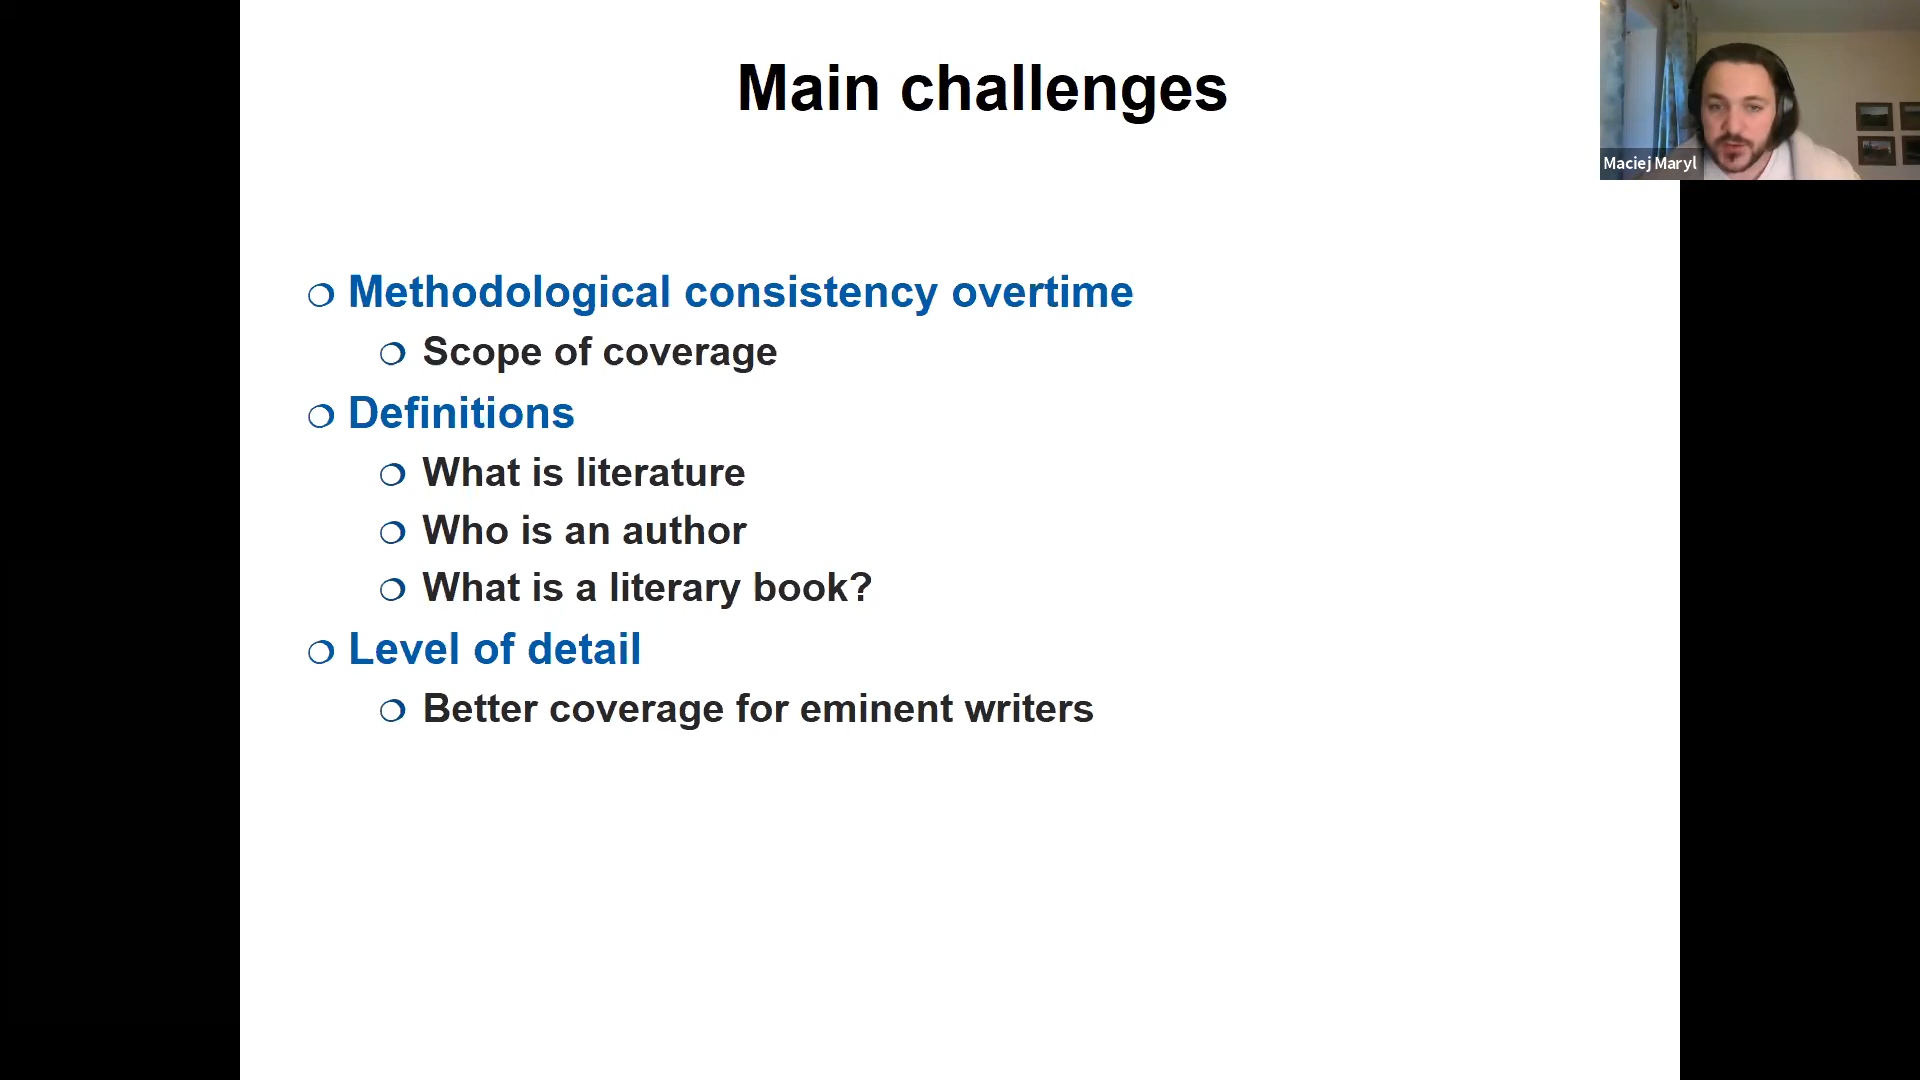 Main challenges
Maciej Maryl
Methodological consistency overtime
Scope of coverage
Definitions
What is literature
Who is an author
What is a literary book?
Level of detail
Better coverage for eminent writers